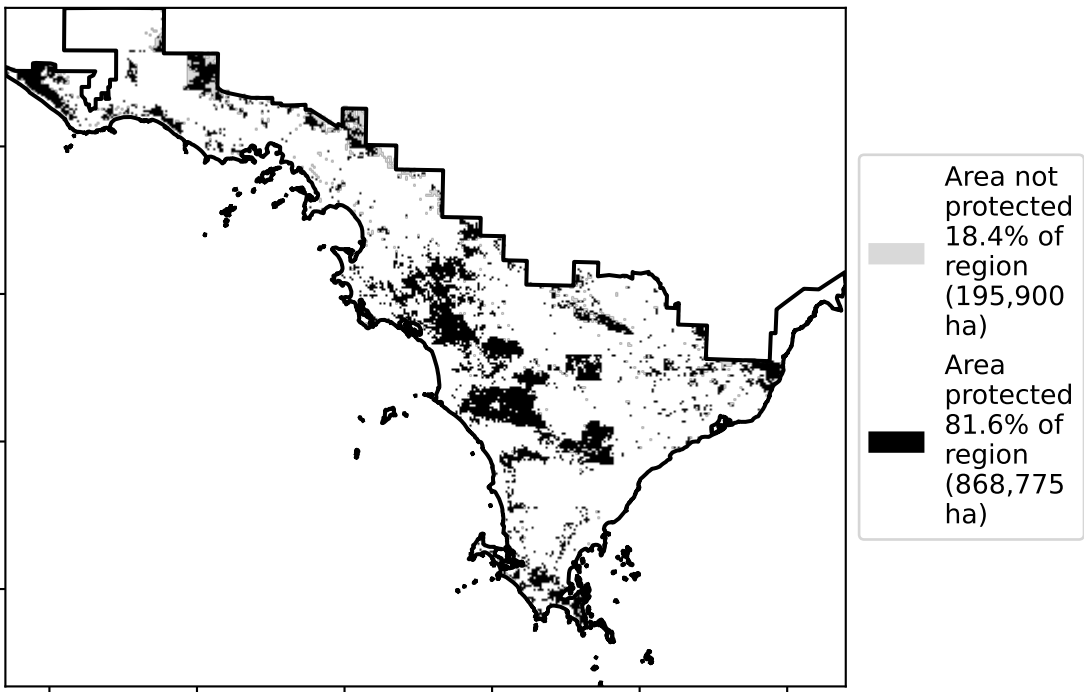 Area not
protected
18.4% of
region
(195,900
ha)
Area
protected
81.6% of
region
(868,775
ha)